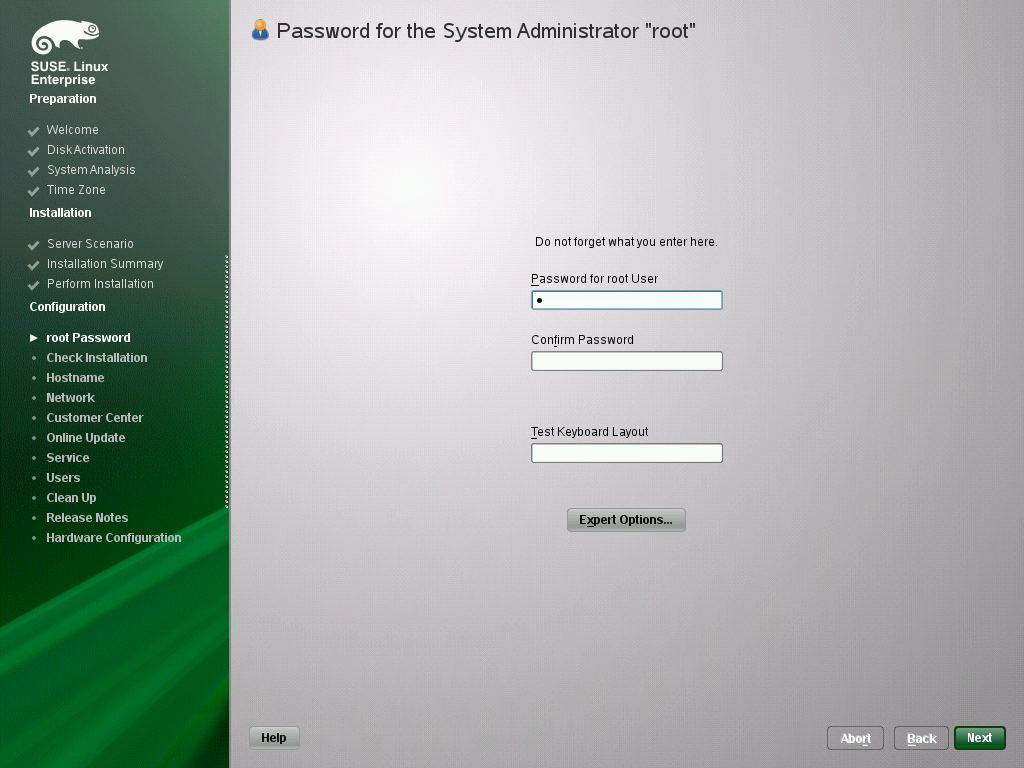 SUSE® Linux
Enterprise
Preparation
Welcome
Disk Activation
System Analysis
Time Zone
Installation
Server Scenario
Installation Summary
Perform Installation
Configuration
root Password
Check Installation
Hostname
Network
Customer Center
Online Update
Service
Users
Clean Up
Release Notes
Hardware Configuration
Password for the System Administrator "root"
Do not forget what you enter here.
Password for root User
Confirm Password
Test Keyboard Layout
Expert Options...
Help
Abort
Back
Next